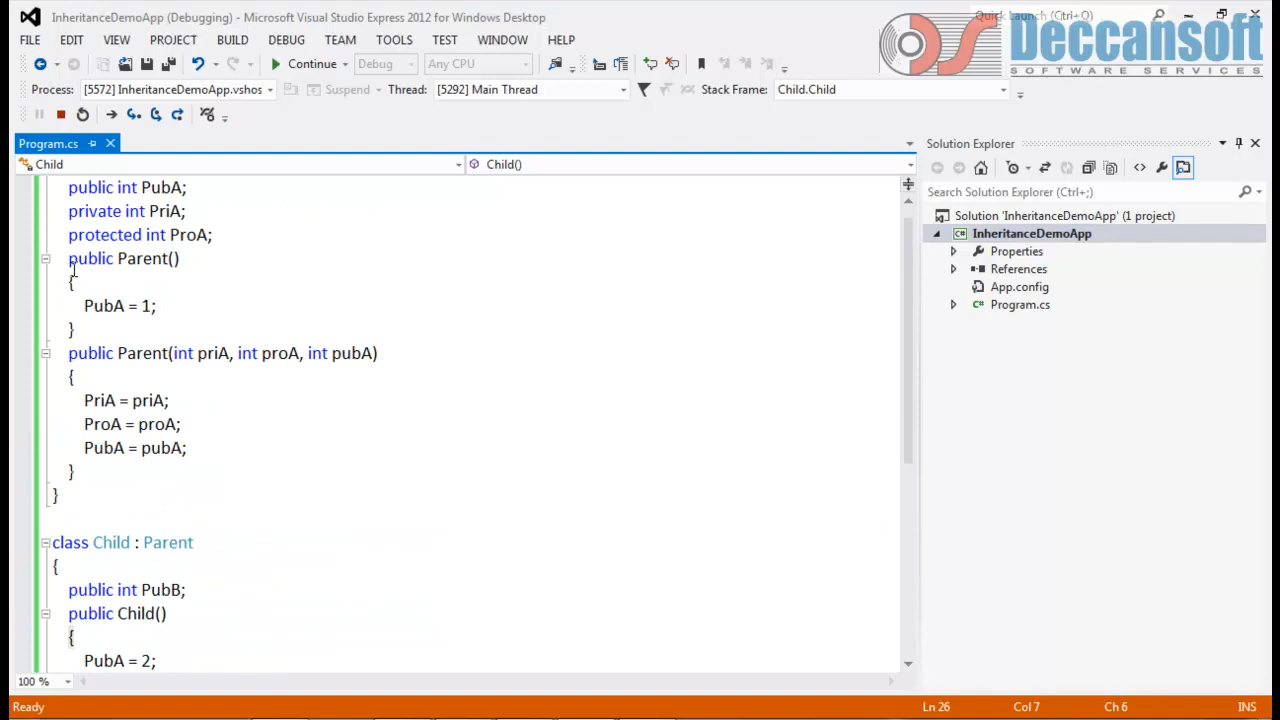 InheritanceDemoApp (Debugging) - Microsoft Visual Studio Express 2012 for Windows Desktop
Quick Launch (Ctrl+Q)
Deccansoft
SOFTWARE SERVICES
FILE EDIT VIEW PROJECT BUILD DEBUG TEAM TOOLS TEST WINDOW HELP
Continue Debug Any CPU
Process: [5572] InheritanceDemoApp.vshos Suspend Thread: [5292] Main Thread Stack Frame: Child.Child
Program.cs
Child Child()
public int PubA;
private int PriA;
protected int ProA;
public Parent()
{
PubA = 1;
}
public Parent(int priA, int proA, int pubA)
{
PriA = priA;
ProA = proA;
PubA = pubA;
}
}
class Child : Parent
{
public int PubB;
public Child()
{
PubA = 2;
100 %
Solution Explorer
Search Solution Explorer (Ctrl+;)
Solution 'InheritanceDemoApp' (1 project)
InheritanceDemoApp
Properties
References
App.config
Program.cs
Ready Ln 26 Col 7 Ch 6 INS